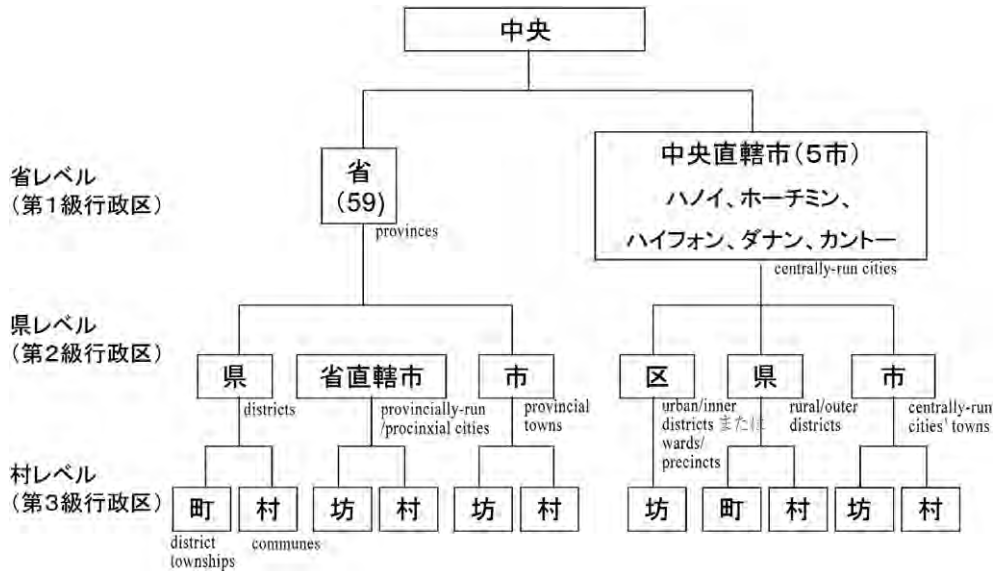 中央
省レベル
(第1級行政区)
省
(59)
provinces
中央直轄市(5市)
ハノイ、ホーチミン、
ハイフォン、ダナン、カントー
centrally-run cities
県レベル
(第2級行政区)
県
districts
省直轄市
provincially-run
/procinxial cities
市
provincial
towns
区
urban/inner
districts または
wards/
precincts
県
rural/outer
districts
市
centrally-run
cities' towns
村レベル
(第3級行政区)
町
district
townships
村
communes
坊
村
坊
村
坊
町
村
坊
村